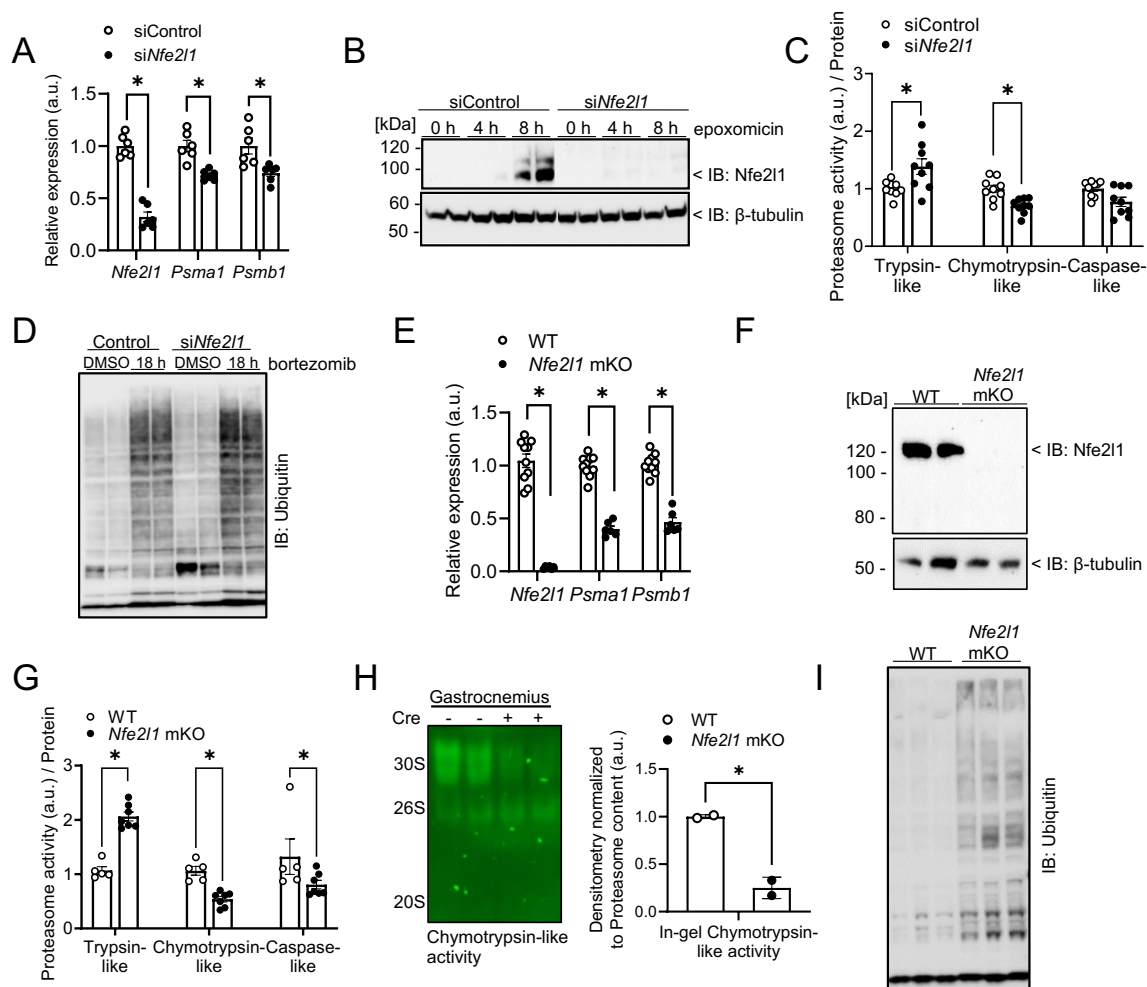 A
siControl
siNfe2l1
Relative expression (a.u.)
1.5
1.0
0.5
0.0
* * *
Nfe2l1 Psma1 Psmb1
B
siControl siNfe2l1
[kDa] 0 h 4 h 8 h 0 h 4 h 8 h epoxomicin
120 -
100 -
< IB: Nfe2l1
60 -
50 -
< IB: β-tubulin
C
siControl
siNfe2l1
Proteasome activity (a.u.) / Protein
3
2
1
0
* *
Trypsin-like Chymotrypsin-like Caspase-like
D
Control siNfe2l1
DMSO 18 h DMSO 18 h bortezomib
IB: Ubiquitin
E
WT
Nfe2l1 mKO
Relative expression (a.u.)
1.5
1.0
0.5
0.0
* * *
Nfe2l1 Psma1 Psmb1
F
Nfe2l1
[kDa] WT mKO
120 -
100 -
80 -
< IB: Nfe2l1
50 -
< IB: β-tubulin
G
WT
Nfe2l1 mKO
Proteasome activity (a.u.) / Protein
3
2
1
0
* * *
Trypsin-like Chymotrypsin-like Caspase-like
H
Gastrocnemius
Cre - - + +
30S
26S
20S
Chymotrypsin-like
activity
WT
Nfe2l1 mKO
Densitometry normalized
to Proteasome content (a.u.)
1.5
1.0
0.5
0.0
*
In-gel Chymotrypsin-
like activity
I
Nfe2l1
WT mKO
IB: Ubiquitin